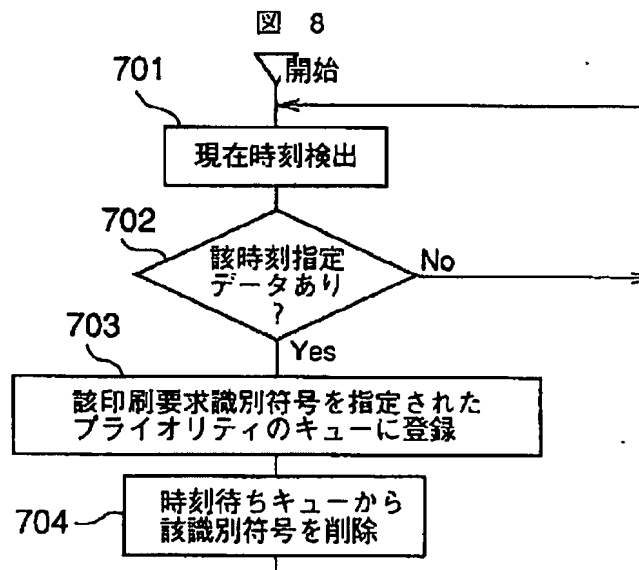 図 8
開始
701
現在時刻検出
702
該時刻指定
データあり
?
No
Yes
703
該印刷要求識別符号を指定された
プライオリティのキューに登録
704
時刻待ちキューから
該識別符号を削除